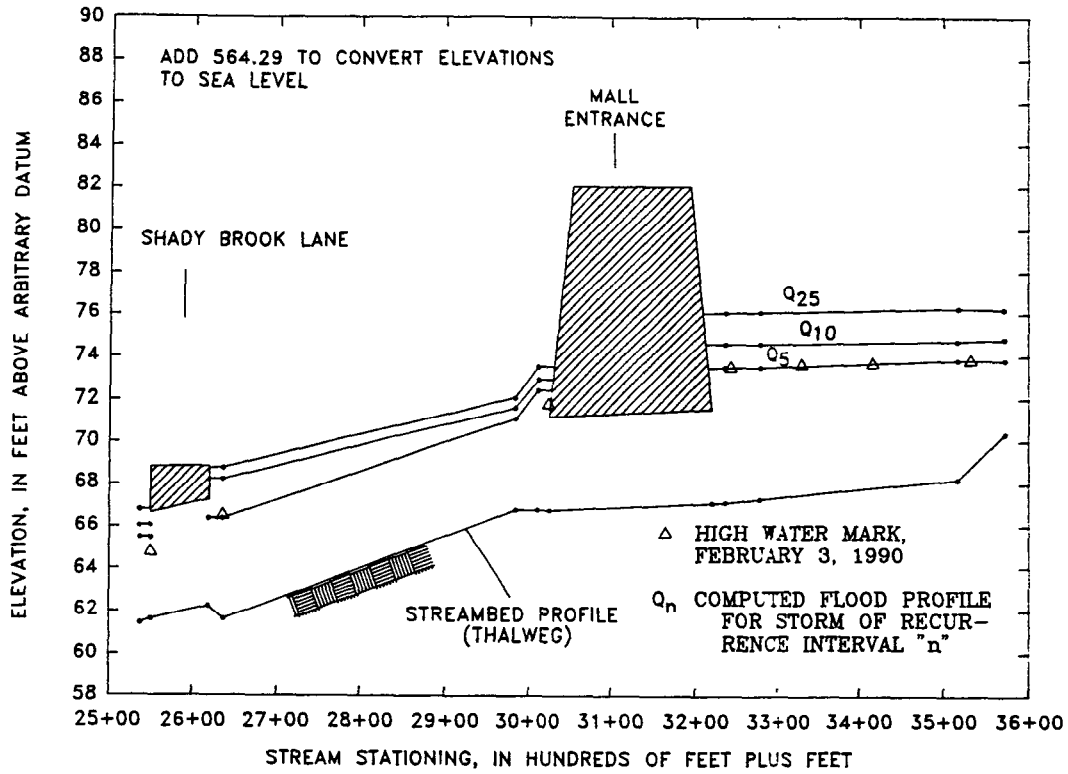 90
88
86
84
82
80
78
76
74
72
70
68
66
64
62
60
58
ELEVATION, IN FEET ABOVE ARBITRARY DATUM
ADD 564.29 TO CONVERT ELEVATIONS
TO SEA LEVEL
MALL
ENTRANCE
SHADY BROOK LANE
Q25
Q10
Q5
HIGH WATER MARK,
FEBRUARY 3, 1990
STREAMBED PROFILE
(THALWEG)
Qn COMPUTED FLOOD PROFILE
FOR STORM OF RECUR-
RENCE INTERVAL "n"
25+00 26+00 27+00 28+00 29+00 30+00 31+00 32+00 33+00 34+00 35+00 36+00
STREAM STATIONING, IN HUNDREDS OF FEET PLUS FEET